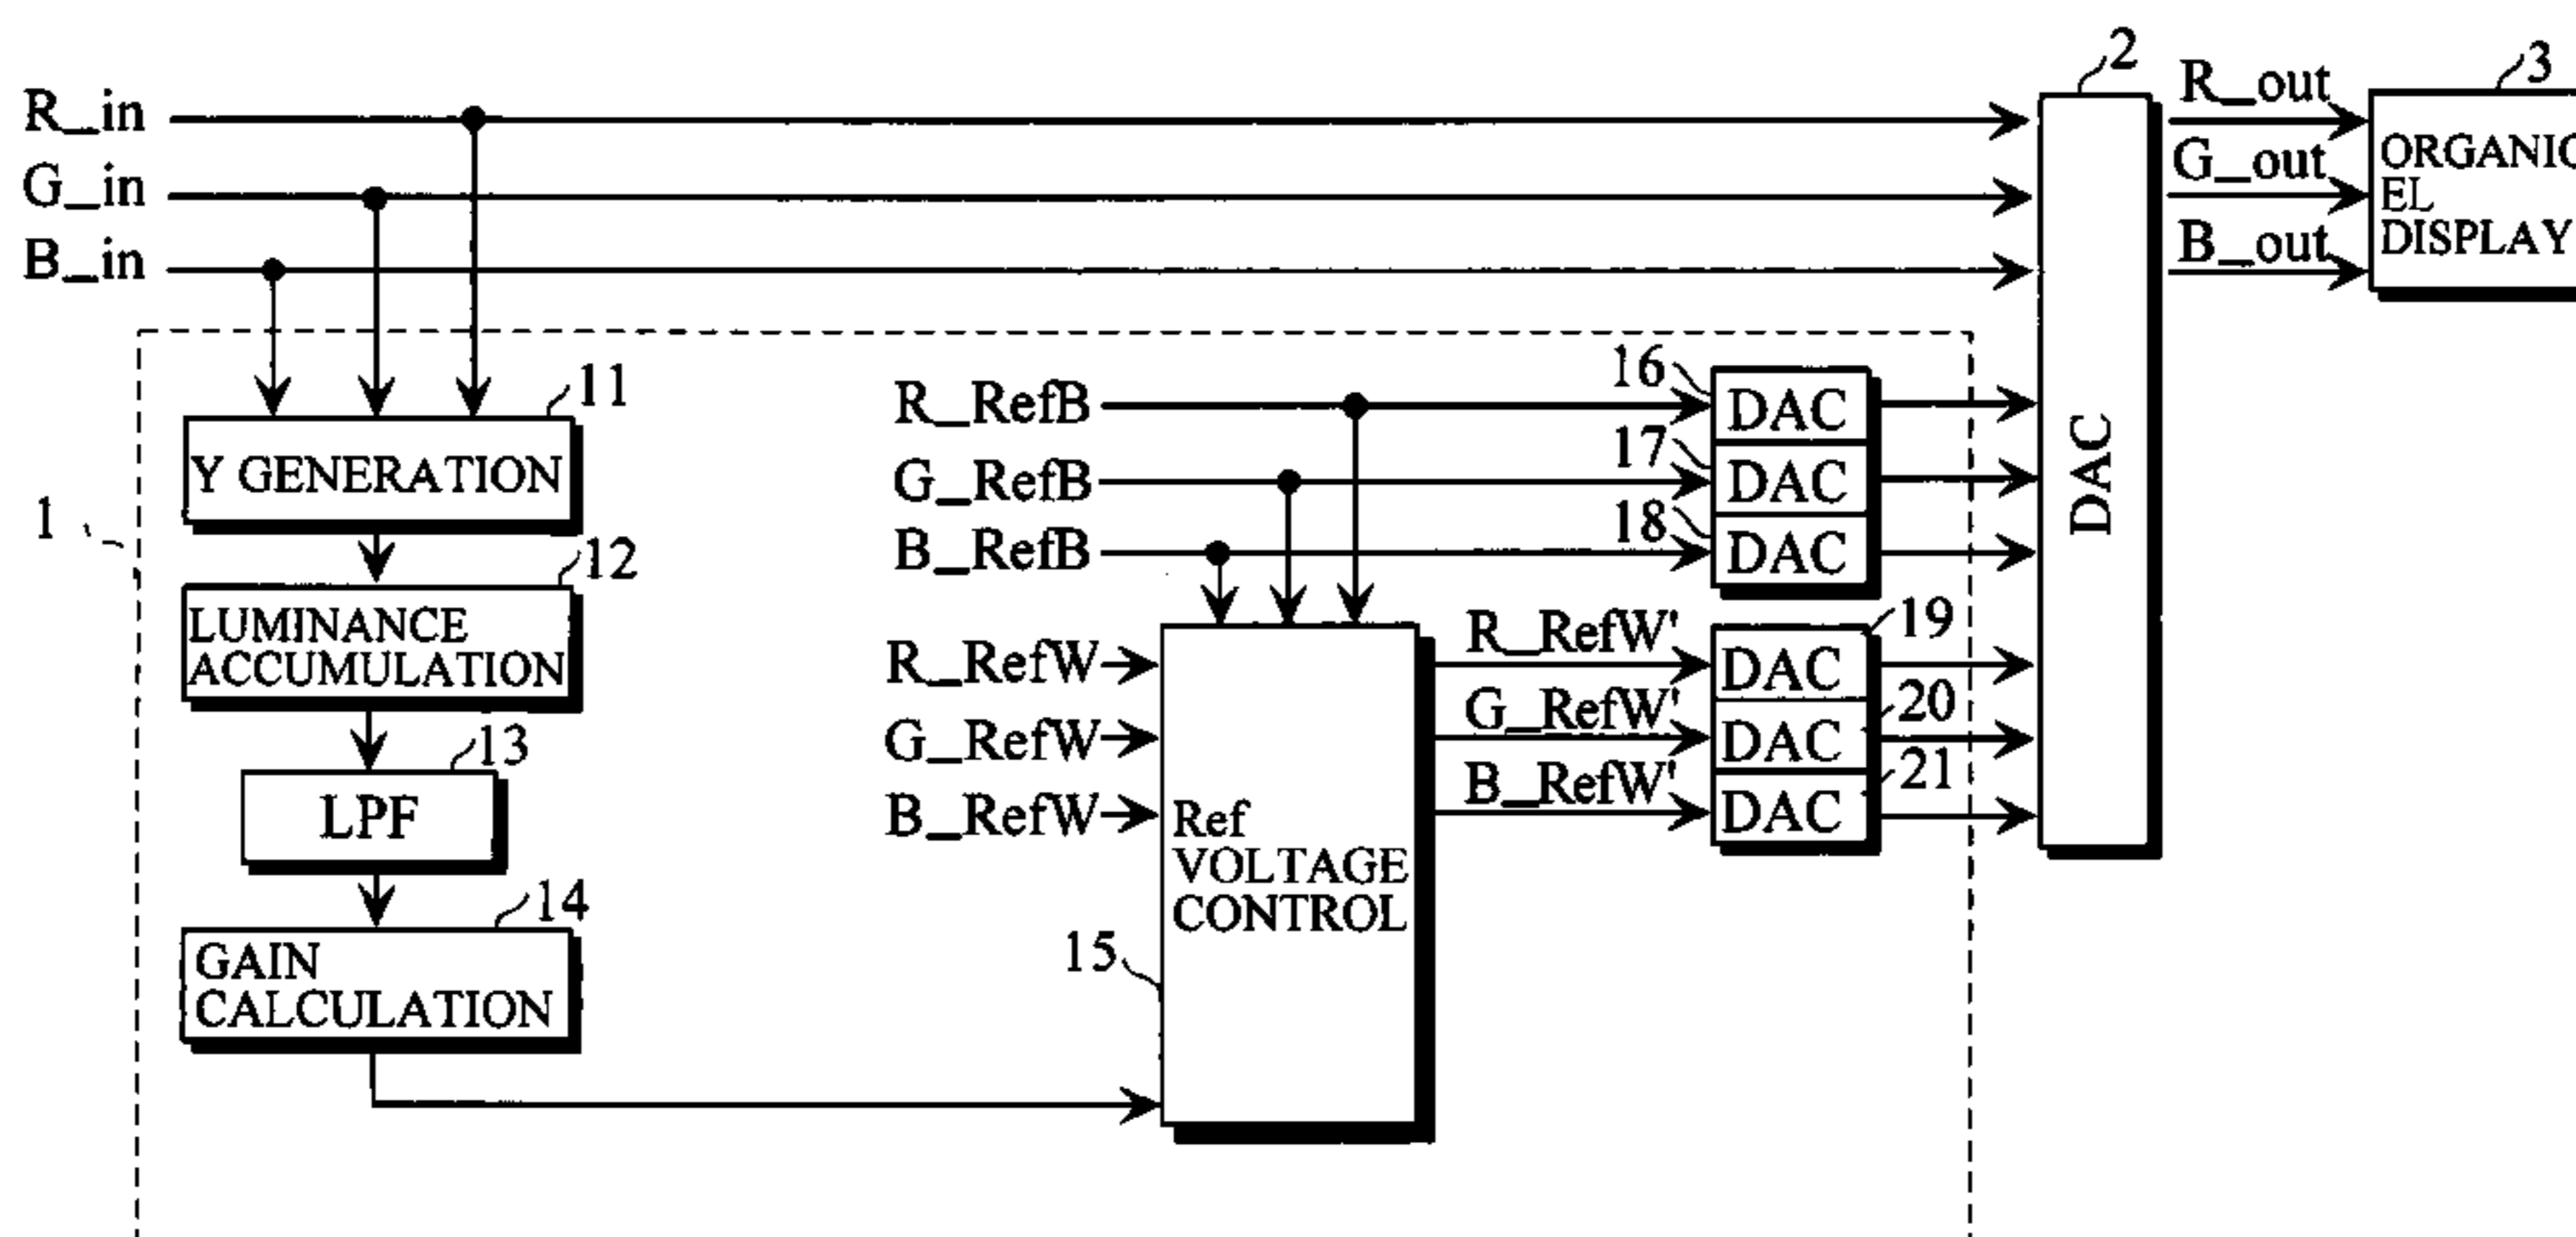 R_in
G_in
B_in
2
R_out
G_out
B_out
3
ORGANIC
EL
DISPLAY
1
11
Y GENERATION
12
LUMINANCE
ACCUMULATION
13
LPF
14
GAIN
CALCULATION
R_RefB
G_RefB
B_RefB
R_RefW
G_RefW
B_RefW
15
Ref
VOLTAGE
CONTROL
R_RefW'
G_RefW'
B_RefW'
16
DAC
17
DAC
18
DAC
19
DAC
20
DAC
21
DAC
DAC